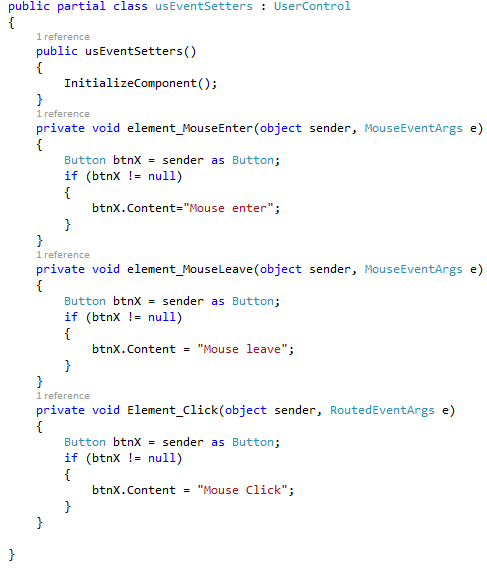 public partial class usEventSetters : UserControl
{
1 reference
public usEventSetters()
{
InitializeComponent();
}
1 reference
private void element_MouseEnter(object sender, MouseEventArgs e)
{
Button btnX = sender as Button;
if (btnX != null)
{
btnX.Content="Mouse enter";
}
}
1 reference
private void element_MouseLeave(object sender, MouseEventArgs e)
{
Button btnX = sender as Button;
if (btnX != null)
{
btnX.Content = "Mouse leave";
}
}
1 reference
private void Element_Click(object sender, RoutedEventArgs e)
{
Button btnX = sender as Button;
if (btnX != null)
{
btnX.Content = "Mouse Click";
}
}
}